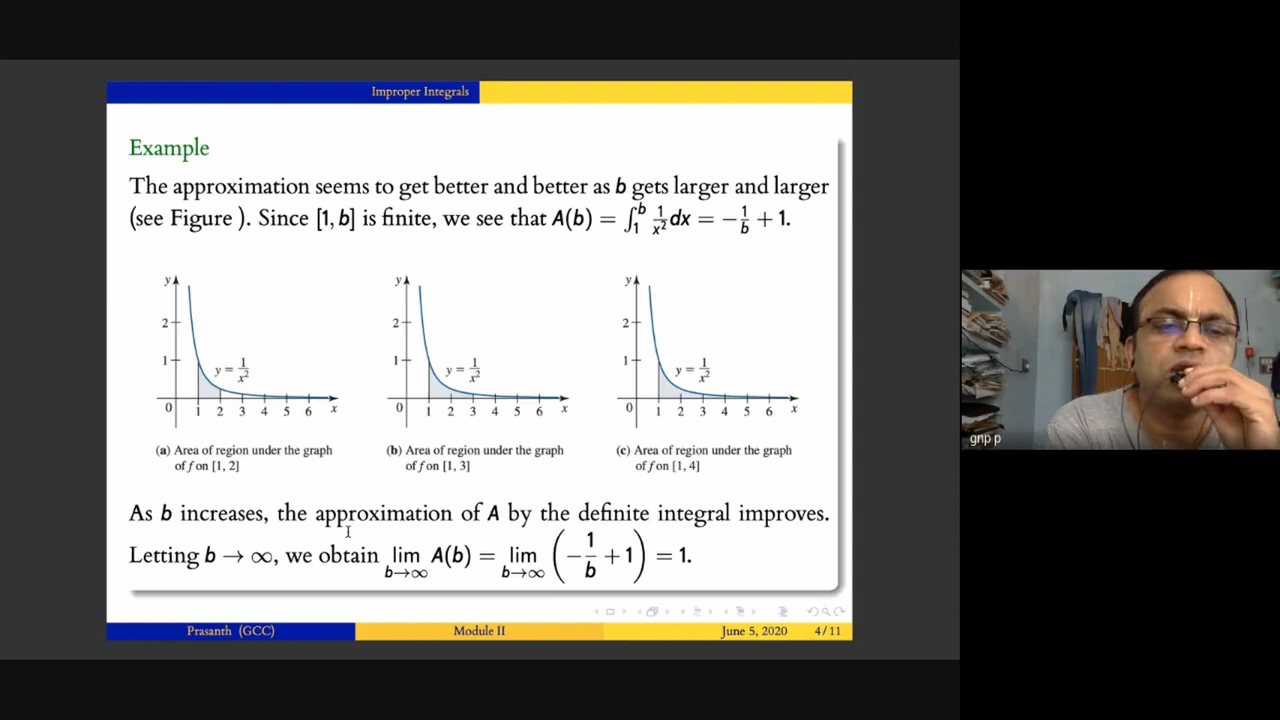 Improper Integrals
Example
The approximation seems to get better and better as b gets larger and larger
(see Figure ). Since [1, b] is finite, we see that A(b) = ∫₁ᵇ 1/x² dx = −1/b + 1.
y
2
1
y = 1/x²
0 1 2 3 4 5 6 x
(a) Area of region under the graph
of f on [1, 2]
y
2
1
y = 1/x²
0 1 2 3 4 5 6 x
(b) Area of region under the graph
of f on [1, 3]
y
2
1
y = 1/x²
0 1 2 3 4 5 6 x
(c) Area of region under the graph
of f on [1, 4]
As b increases, the approximation of A by the definite integral improves.
Letting b → ∞, we obtain lim b→∞ A(b) = lim b→∞ (−1/b + 1) = 1.
Prasanth (GCC) Module II June 5, 2020 4/11
gnp p